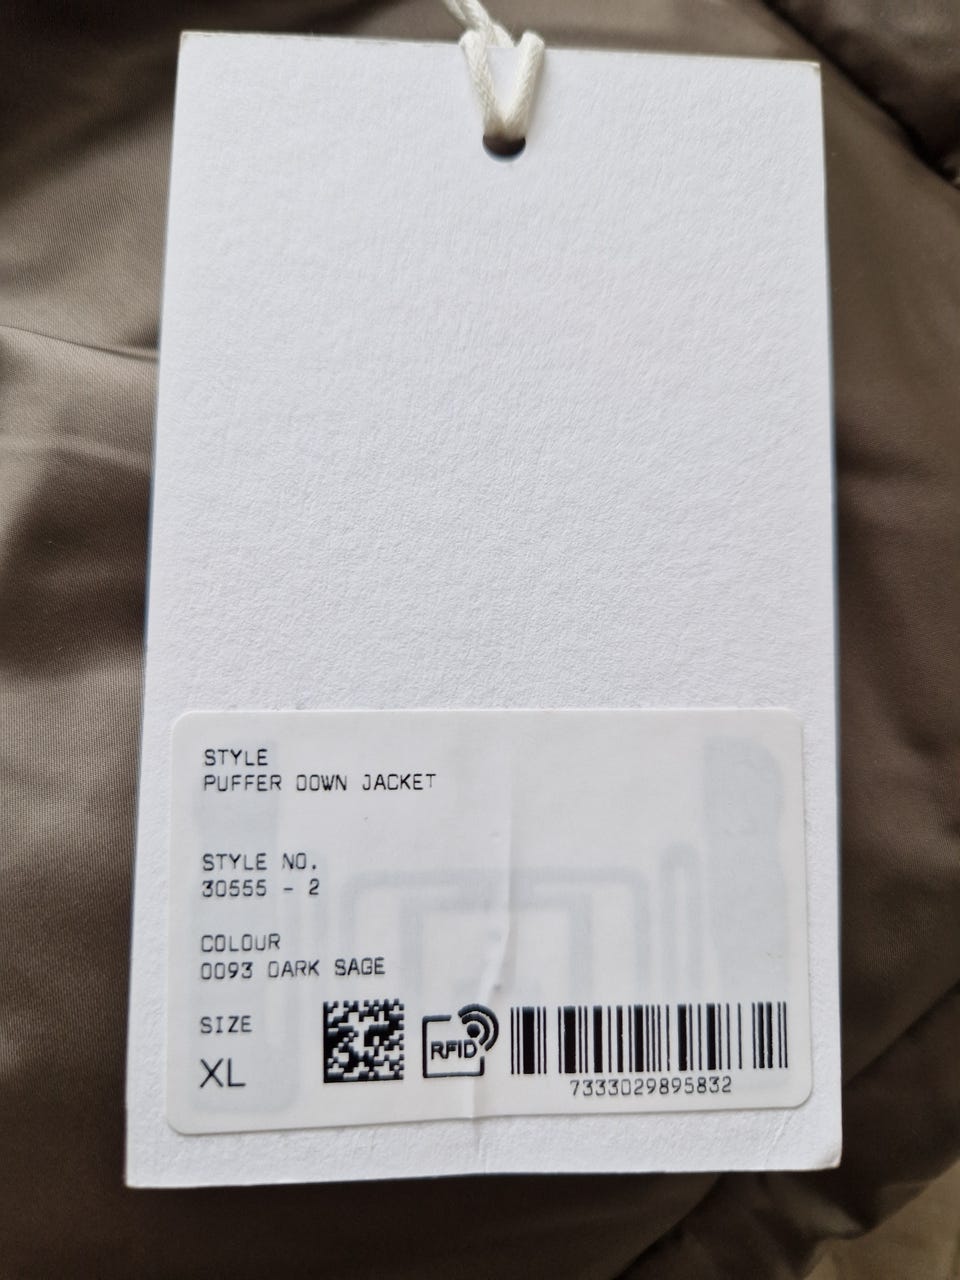 STYLE
PUFFER DOWN JACKET
STYLE NO.
30555 - 2
COLOUR
0093 DARK SAGE
SIZE
XL
RFID
7333029895832